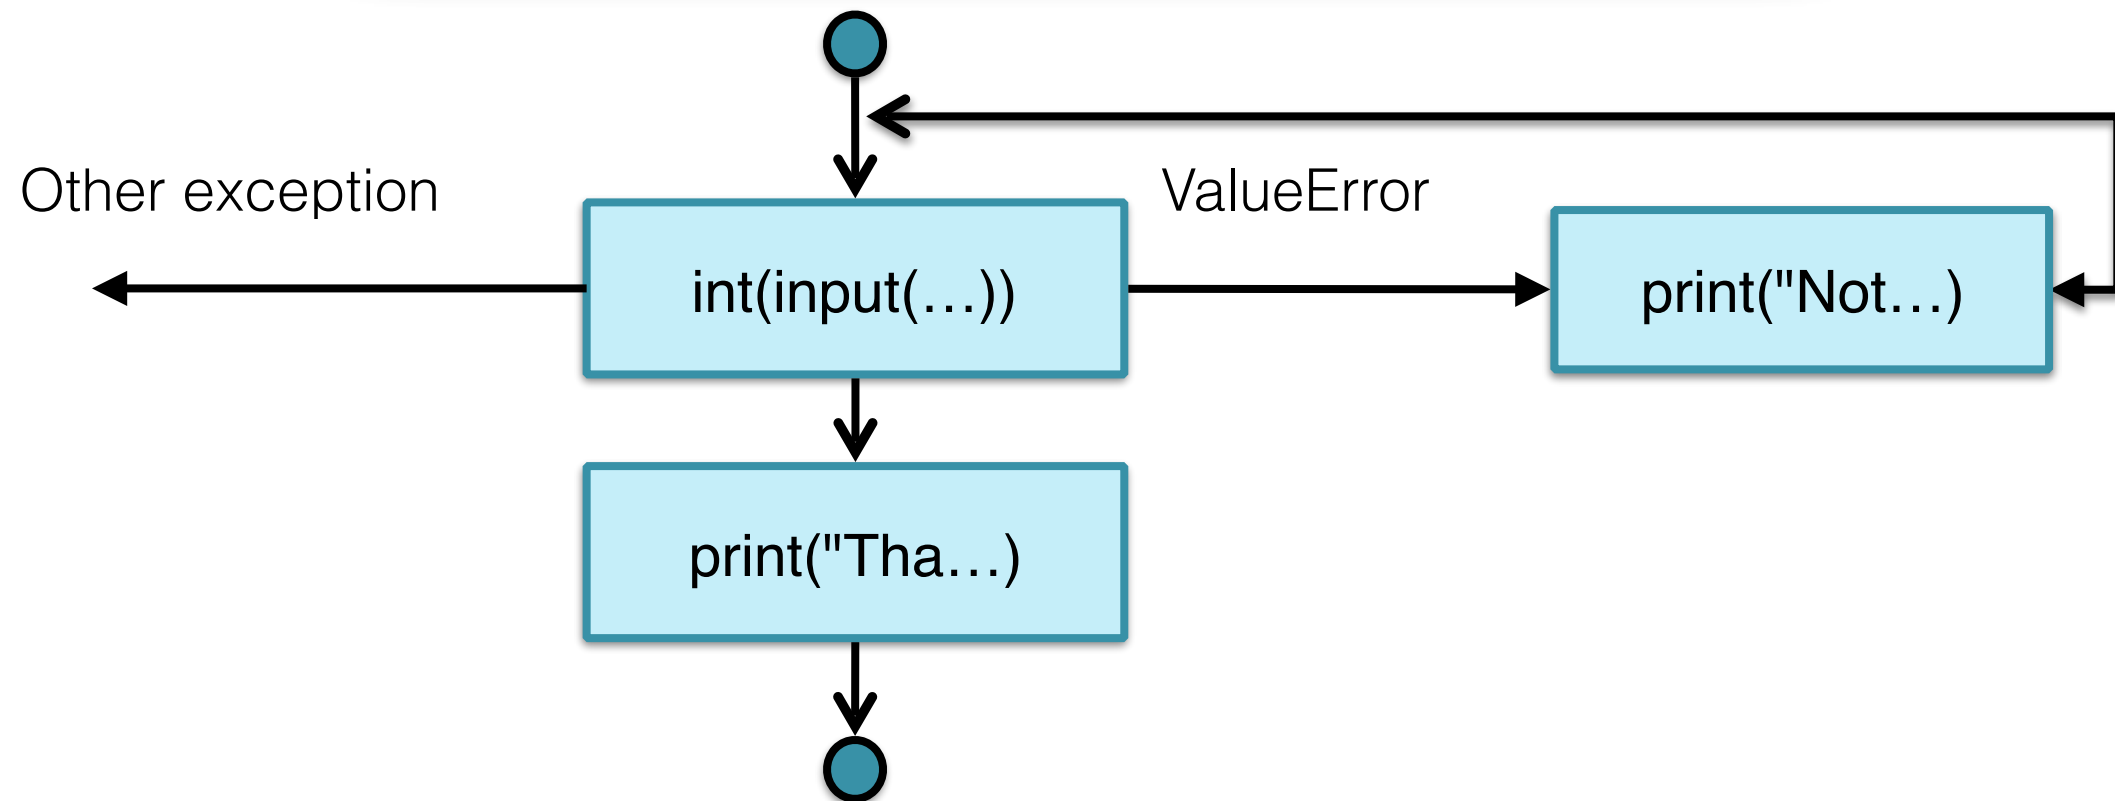 Other exception
ValueError
int(input(…))
print("Not…)
print("Tha…)